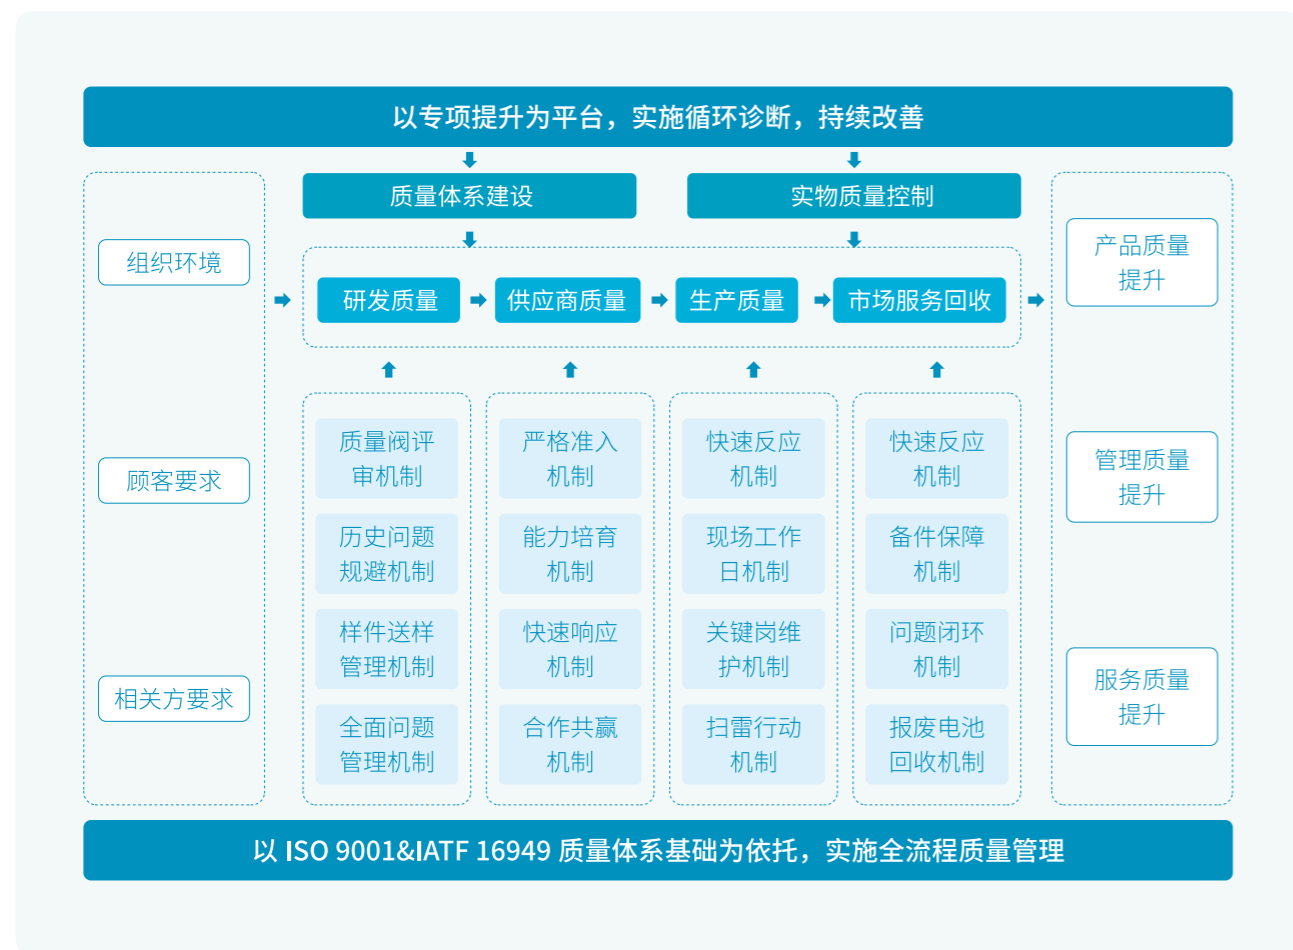 以专项提升为平台，实施循环诊断，持续改善
质量体系建设
实物质量控制
组织环境
顾客要求
相关方要求
研发质量
供应商质量
生产质量
市场服务回收
质量阀评
审机制
历史问题
规避机制
样件送样
管理机制
全面问题
管理机制
严格准入
机制
能力培育
机制
快速响应
机制
合作共赢
机制
快速反应
机制
现场工作
日机制
关键岗维
护机制
扫雷行动
机制
快速反应
机制
备件保障
机制
问题闭环
机制
报废电池
回收机制
产品质量
提升
管理质量
提升
服务质量
提升
以 ISO 9001&IATF 16949 质量体系基础为依托，实施全流程质量管理